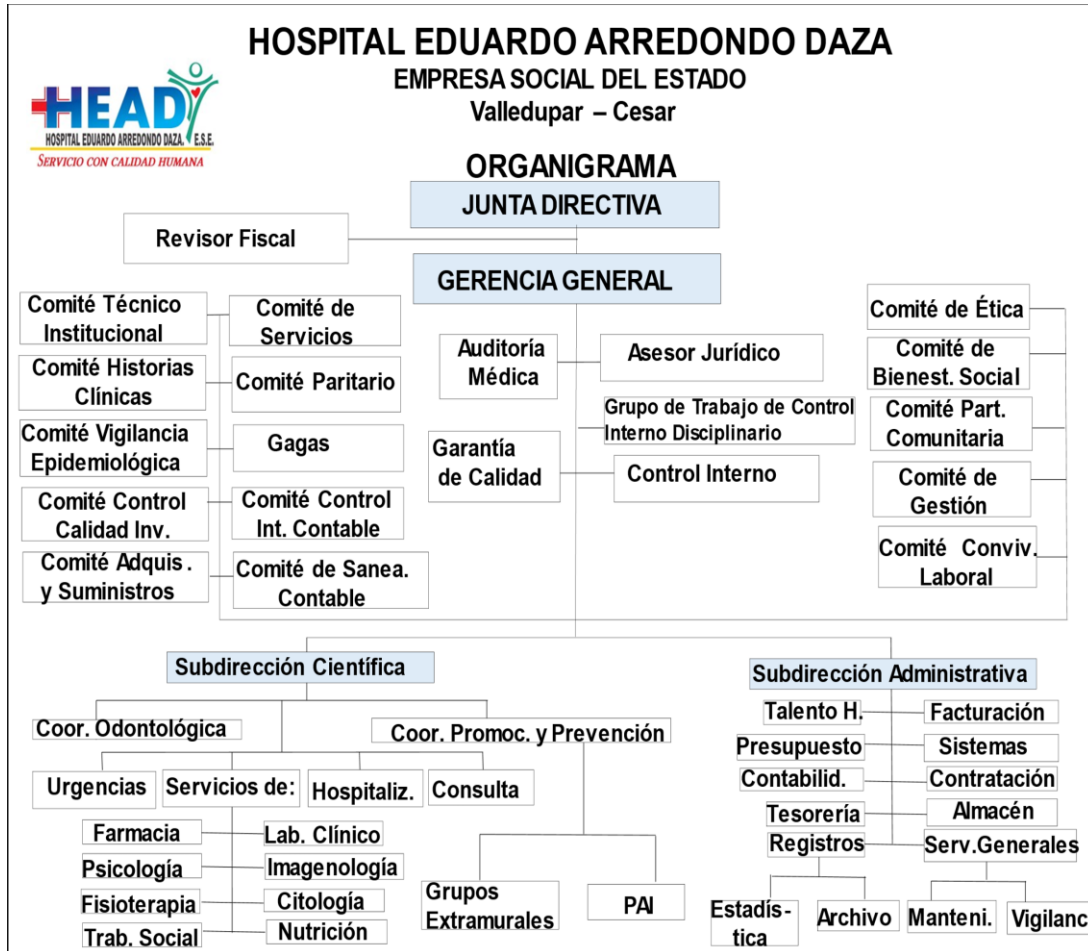 HOSPITAL EDUARDO ARREDONDO DAZA
EMPRESA SOCIAL DEL ESTADO
Valledupar – Cesar
HEAD
HOSPITAL EDUARDO ARREDONDO DAZA. E.S.E.
SERVICIO CON CALIDAD HUMANA
ORGANIGRAMA
JUNTA DIRECTIVA
Revisor Fiscal
GERENCIA GENERAL
Comité Técnico
Institucional
Comité de
Servicios
Comité Historias
Clínicas
Comité Paritario
Comité Vigilancia
Epidemiológica
Gagas
Comité Control
Calidad Inv.
Comité Control
Int. Contable
Comité Adquis .
y Suministros
Comité de Sanea.
Contable
Auditoría
Médica
Asesor Jurídico
Grupo de Trabajo de Control
Interno Disciplinario
Garantía
de Calidad
Control Interno
Comité de Ética
Comité de
Bienest. Social
Comité Part.
Comunitaria
Comité de
Gestión
Comité Conviv.
Laboral
Subdirección Científica
Coor. Odontológica
Coor. Promoc. y Prevención
Urgencias
Servicios de:
Hospitaliz.
Consulta
Farmacia
Lab. Clínico
Psicología
Imagenología
Fisioterapia
Citología
Trab. Social
Nutrición
Grupos
Extramurales
PAI
Subdirección Administrativa
Talento H.
Facturación
Presupuesto
Sistemas
Contabilid.
Contratación
Tesorería
Almacén
Registros
Serv.Generales
Estadís-
tica
Archivo
Manteni.
Vigilanc